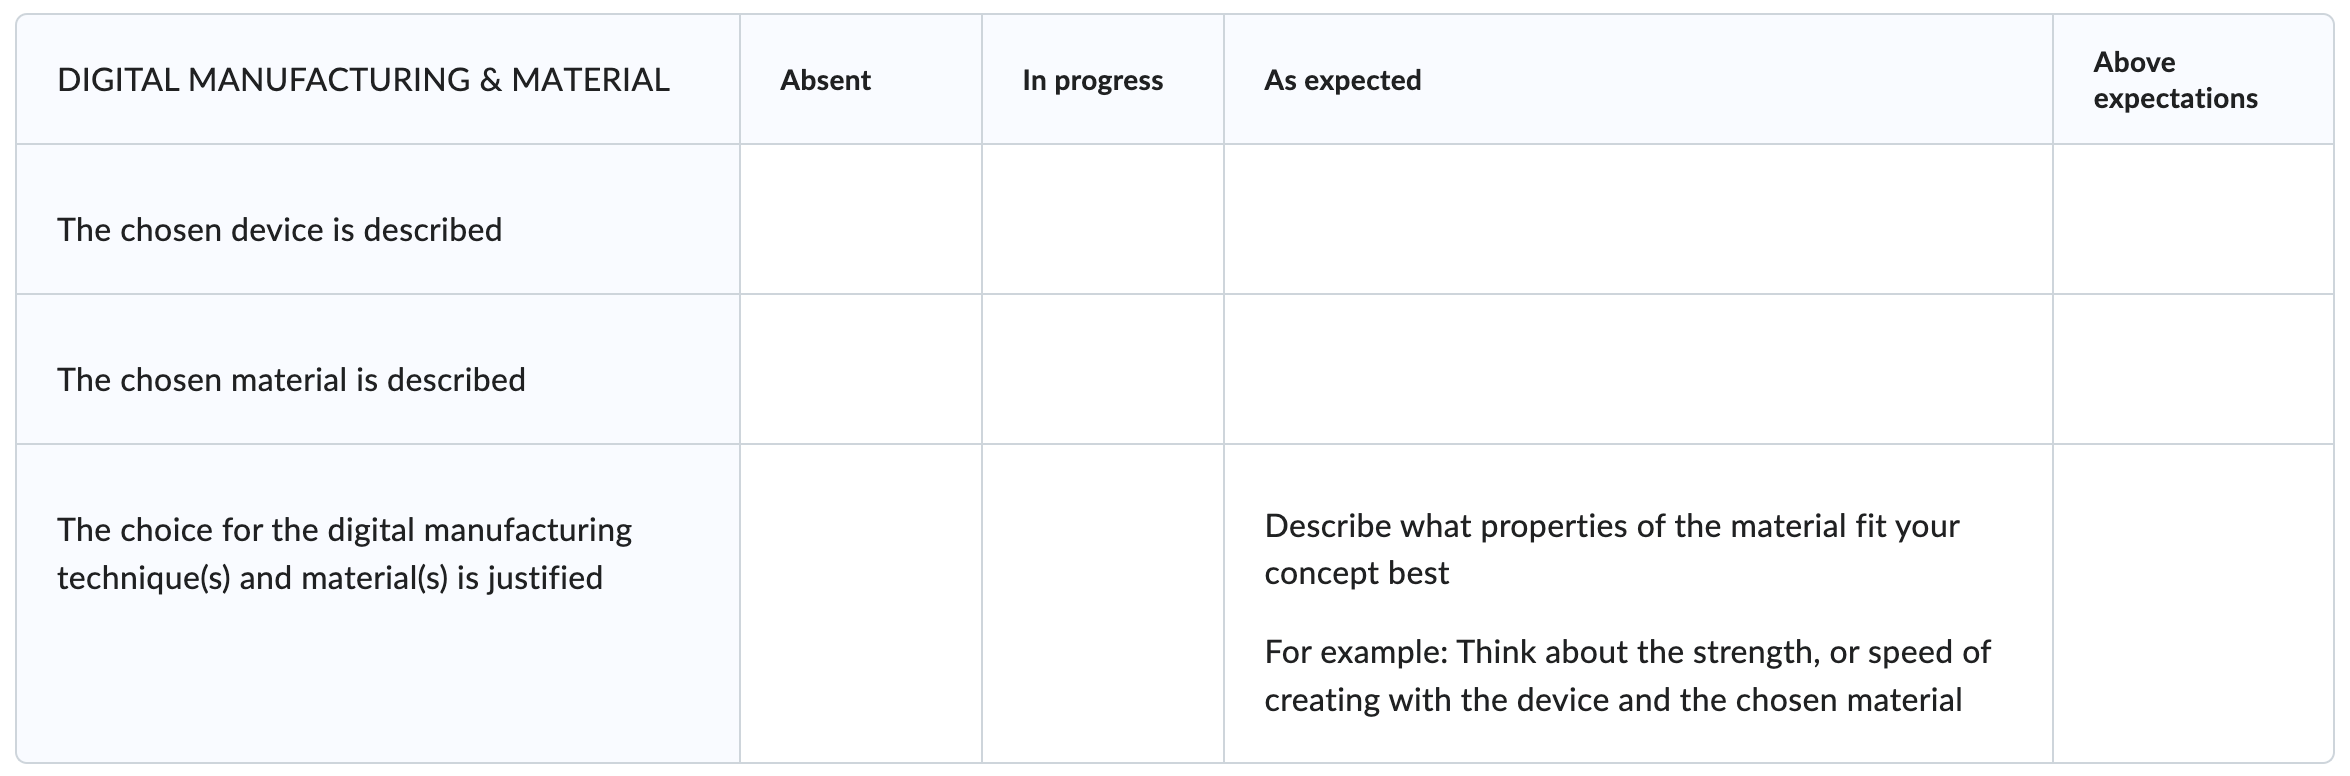 DIGITAL MANUFACTURING & MATERIAL
Absent
In progress
As expected
Above
expectations
The chosen device is described
The chosen material is described
The choice for the digital manufacturing
technique(s) and material(s) is justified
Describe what properties of the material fit your
concept best
For example: Think about the strength, or speed of
creating with the device and the chosen material